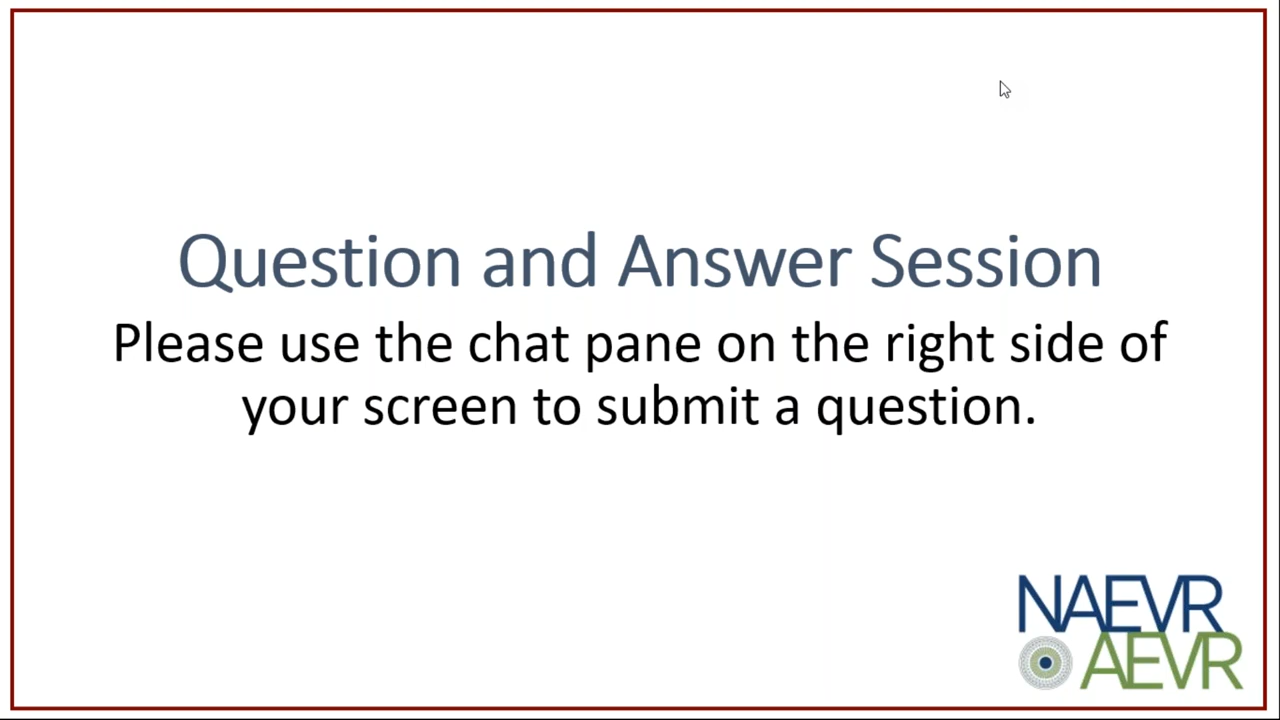 Question and Answer Session
Please use the chat pane on the right side of
your screen to submit a question.
NAEVR
AEVR